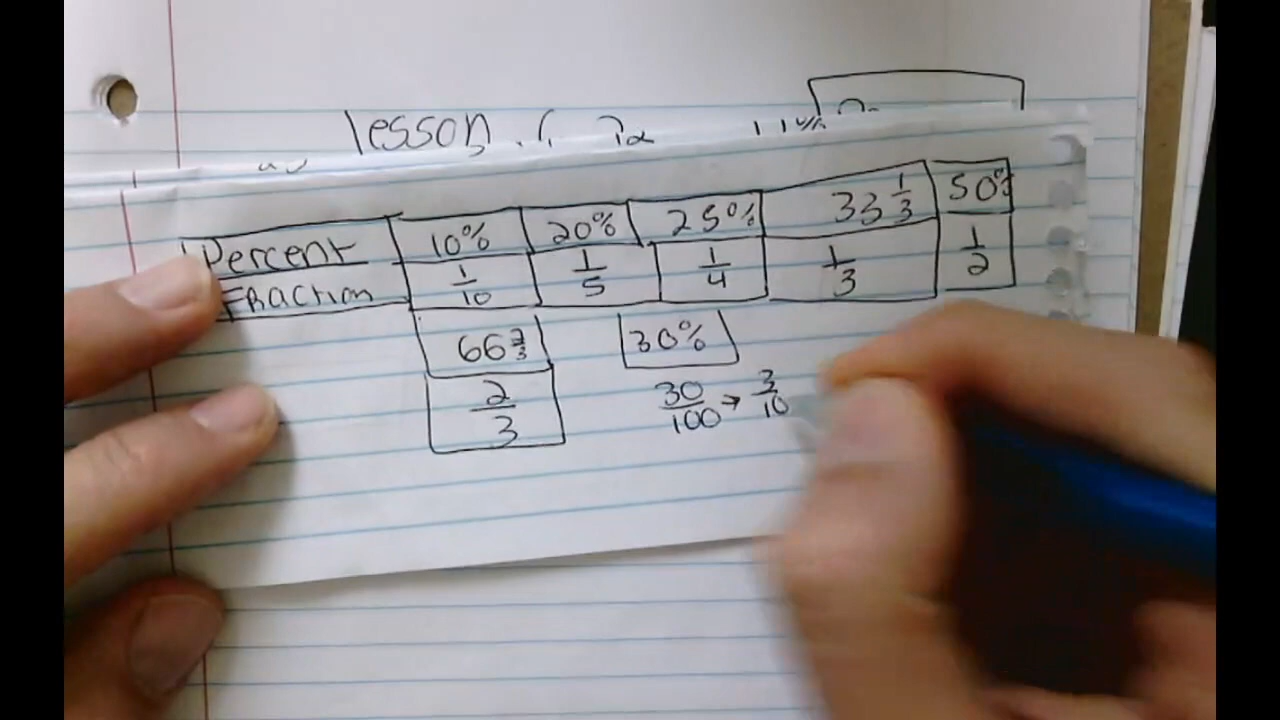 lesson
Percent 10% 20% 25% 33 1/3 50%
Fraction 1/10 1/5 1/4 1/3 1/2
66 2/3 30%
2/3 30/100 → 3/10